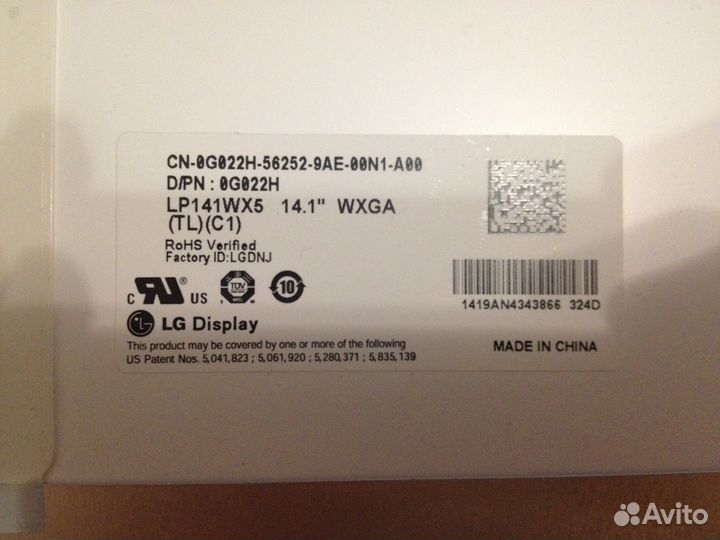 CN-0G022H-56252-9AE-00N1-A00
D/PN : 0G022H
LP141WX5 14.1" WXGA
(TL)(C1)
RoHS Verified
Factory ID:LGDNJ
c RU US TÜV 10
1419AN4343866 324D
LG Display
This product may be covered by one or more of the following
US Patent Nos. 5,041,823 ; 5,061,920 ; 5,280,371 ; 5,835,139
MADE IN CHINA
Avito